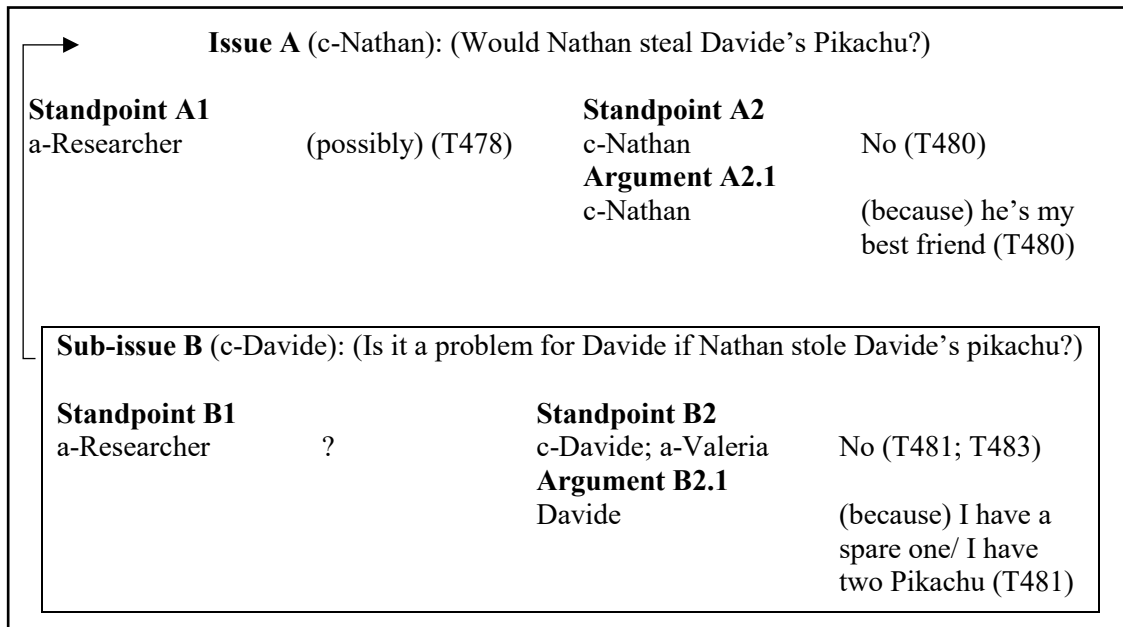 Issue A (c-Nathan): (Would Nathan steal Davide’s Pikachu?)
Standpoint A1
a-Researcher (possibly) (T478)
Standpoint A2
c-Nathan No (T480)
Argument A2.1
c-Nathan (because) he’s my
best friend (T480)
Sub-issue B (c-Davide): (Is it a problem for Davide if Nathan stole Davide’s pikachu?)
Standpoint B1
a-Researcher ?
Standpoint B2
c-Davide; a-Valeria No (T481; T483)
Argument B2.1
Davide (because) I have a
spare one/ I have
two Pikachu (T481)